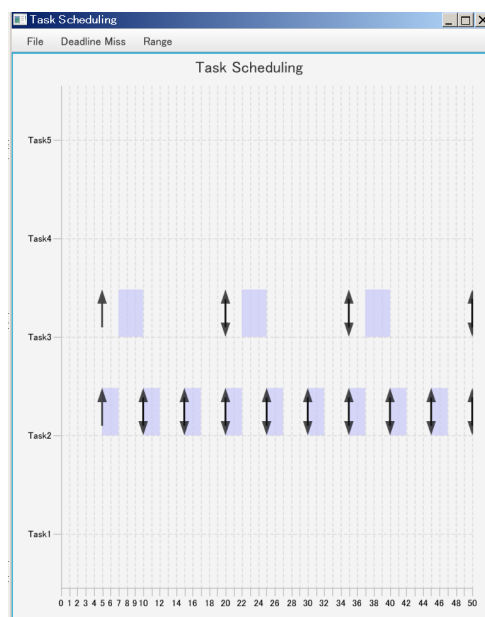 Task Scheduling
File Deadline Miss Range
Task Scheduling
Task5
Task4
Task3
Task2
Task1
0 1 2 3 4 5 6 7 8 9 10 12 14 16 18 20 22 24 26 28 30 32 34 36 38 40 42 44 46 48 50